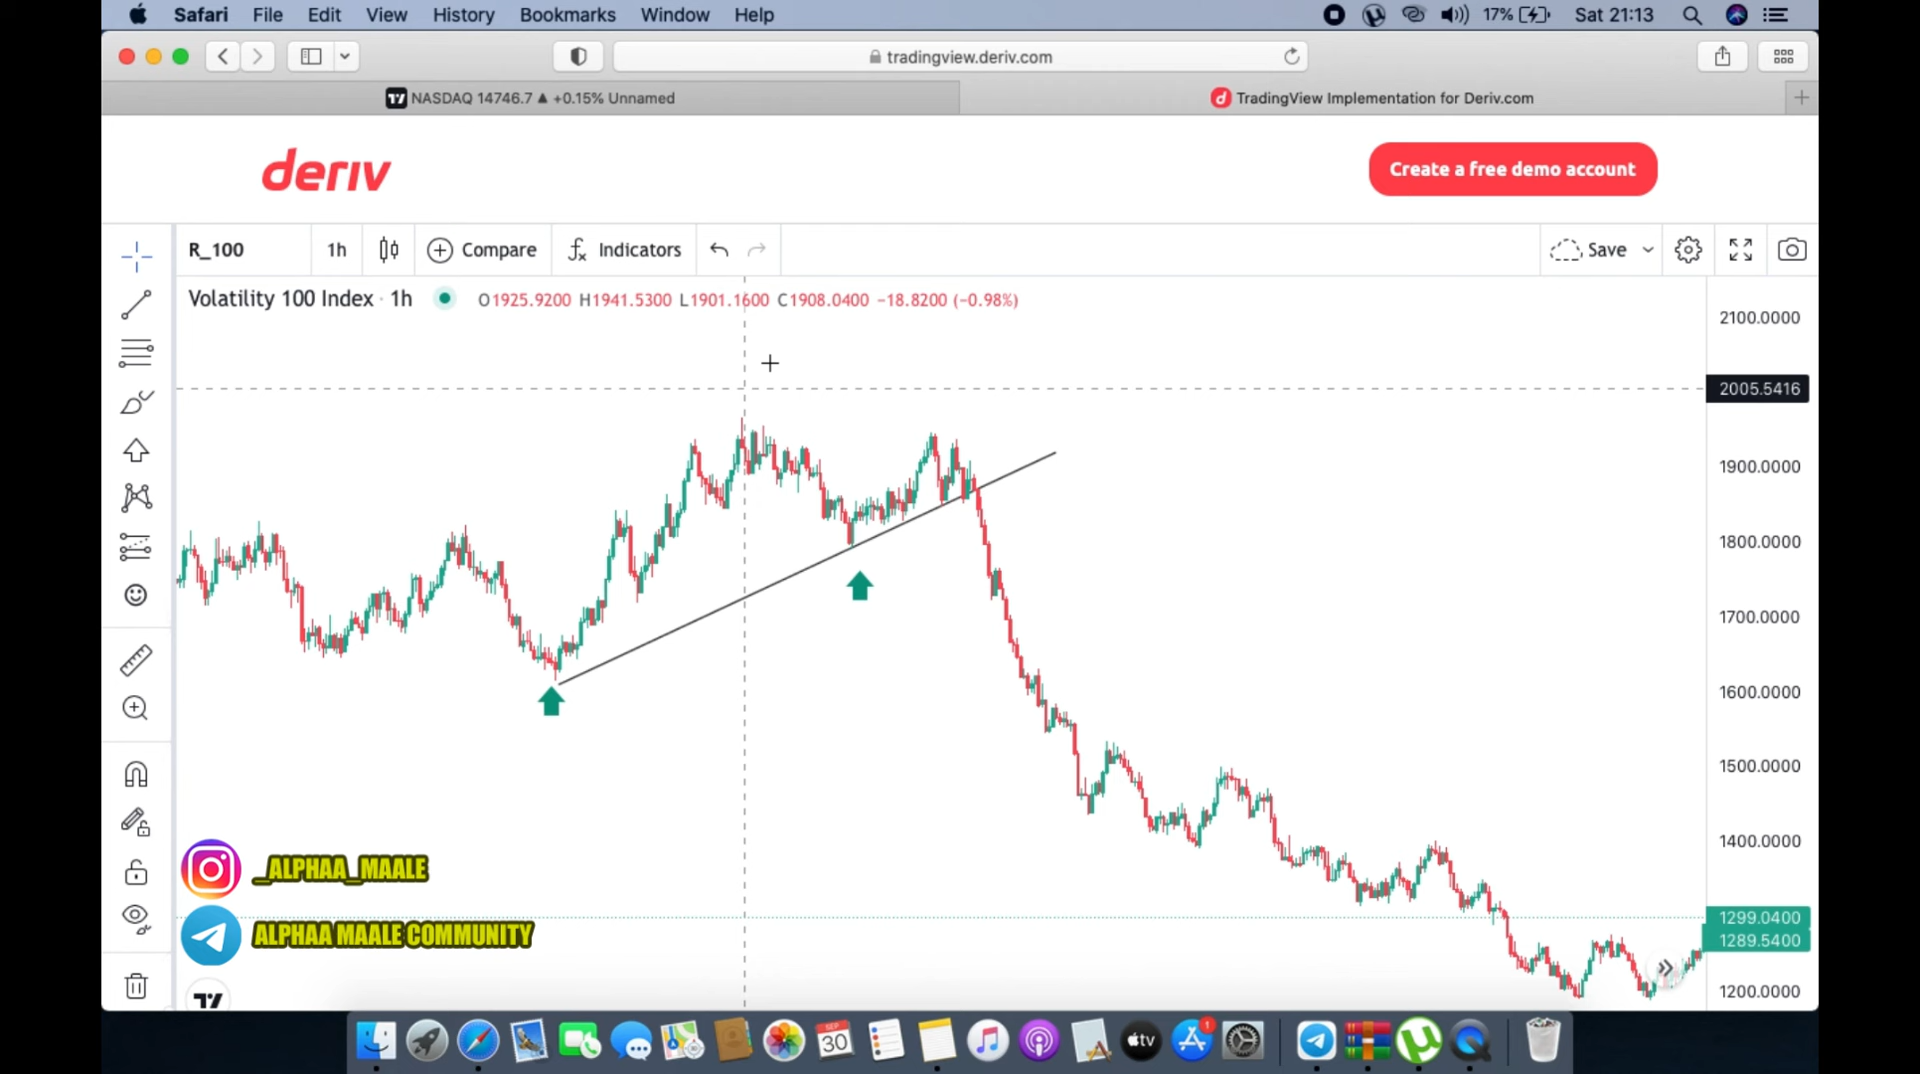 Safari File Edit View History Bookmarks Window Help 17% Sat 21:13
tradingview.deriv.com
NASDAQ 14746.7 ▲ +0.15% Unnamed
TradingView Implementation for Deriv.com
deriv
Create a free demo account
R_100 1h Compare Indicators Save
Volatility 100 Index · 1h O1925.9200 H1941.5300 L1901.1600 C1908.0400 −18.8200 (−0.98%)
2100.0000
2005.5416
1900.0000
1800.0000
1700.0000
1600.0000
1500.0000
1400.0000
_ALPHAA_MAALE
1299.0400
ALPHAA MAALE COMMUNITY
1289.5400
1200.0000
SEP
30
tv
1